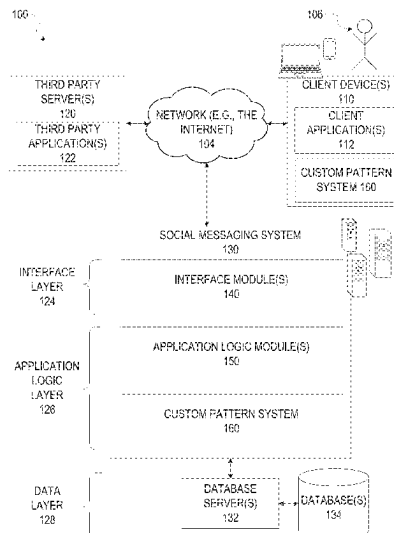 106
THIRD PARTY
SERVER(S)
120
THIRD PARTY
APPLICATION(S)
122
NETWORK (E.G., THE
INTERNET)
104
CLIENT DEVICE(S)
110
CLIENT
APPLICATION(S)
112
CUSTOM PATTERN
SYSTEM 160
SOCIAL MESSAGING SYSTEM
130
INTERFACE
LAYER
124
INTERFACE MODULE(S)
140
APPLICATION
LOGIC
LAYER
126
APPLICATION LOGIC MODULE(S)
150
CUSTOM PATTERN SYSTEM
160
DATA
LAYER
128
DATABASE
SERVER(S)
132
DATABASE(S)
134